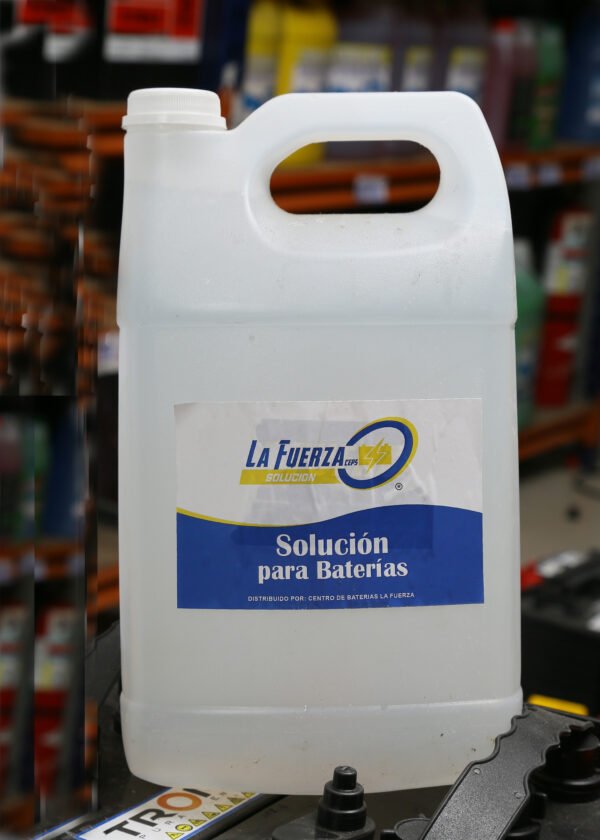 LA FUERZA CEPS
SOLUCION
®
Solución
para Baterías
DISTRIBUIDO POR: CENTRO DE BATERIAS LA FUERZA